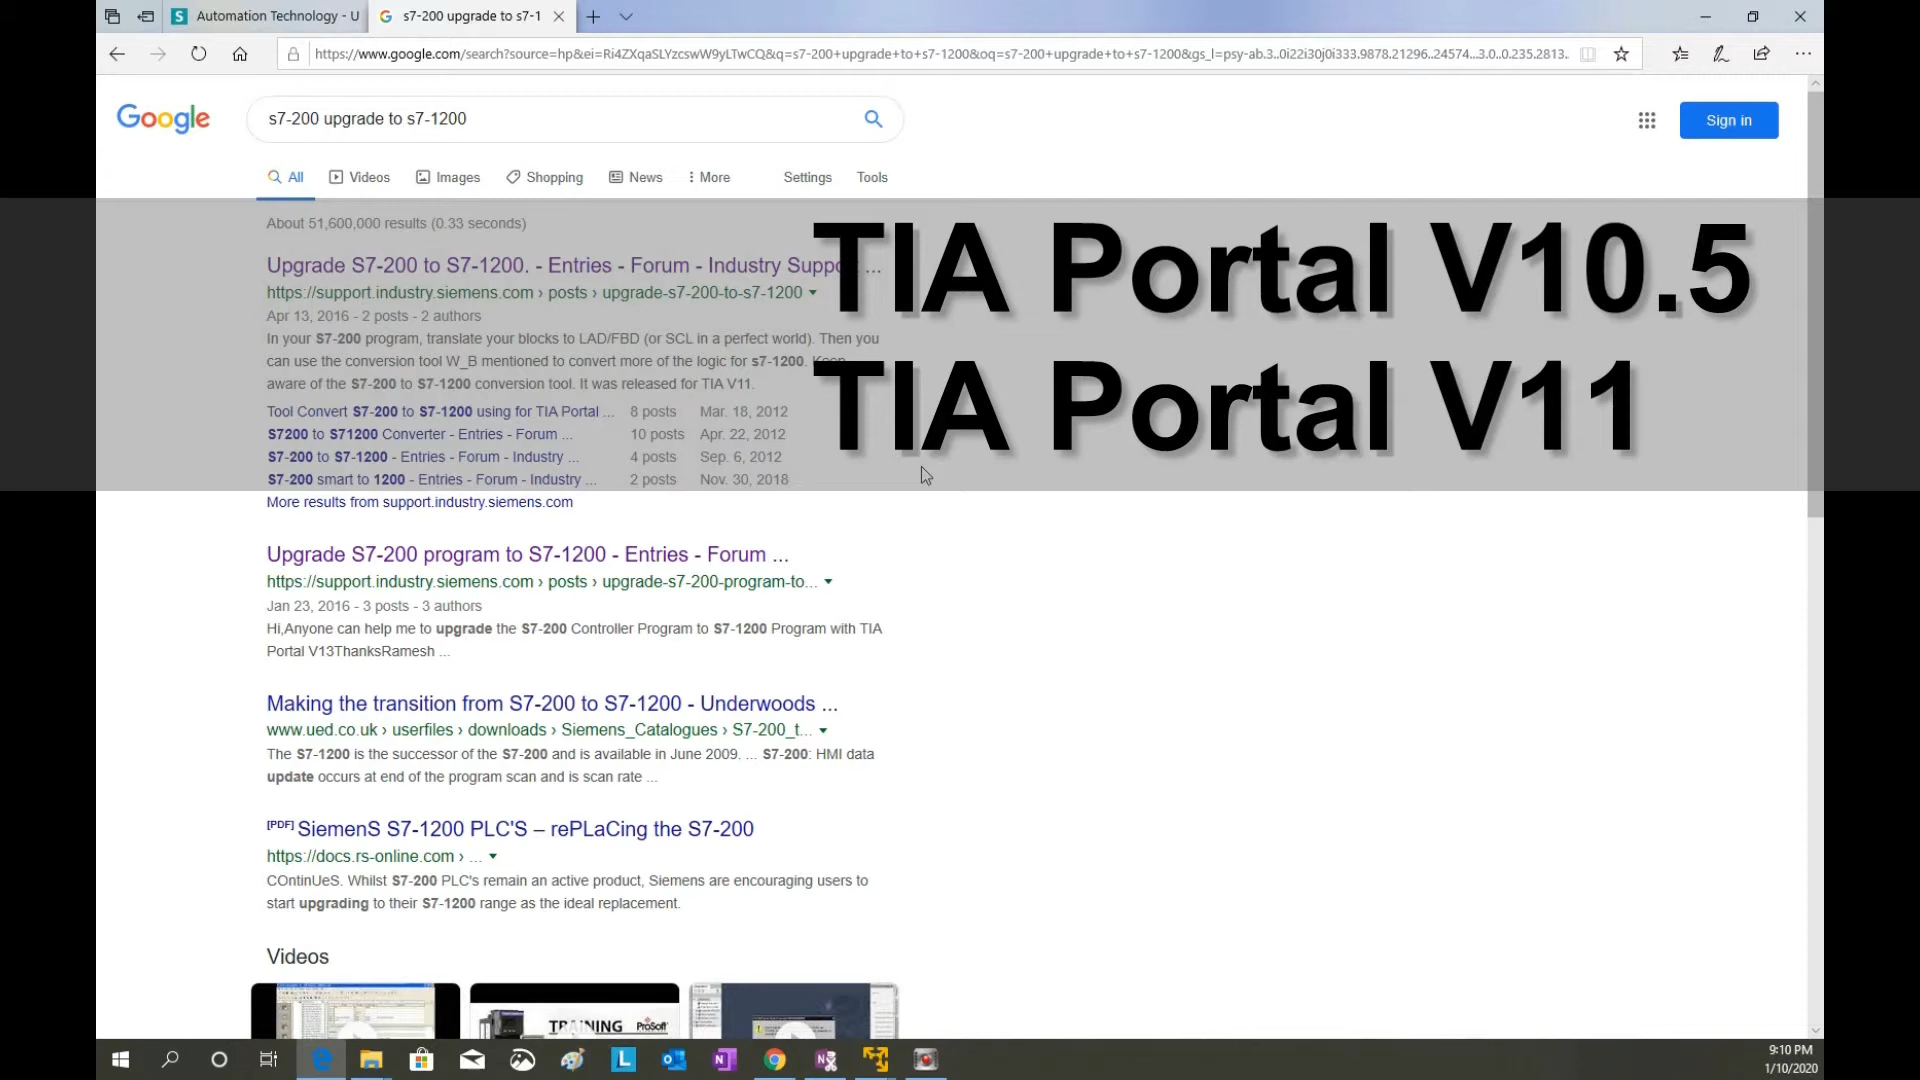 Automation Technology - U
s7-200 upgrade to s7-1
https://www.google.com/search?source=hp&ei=Ri4ZXqaSLYzcswW9yLTwCQ&q=s7-200+upgrade+to+s7-1200&oq=s7-200+upgrade+to+s7-1200&gs_l=psy-ab.3..0i22i30j0i333.9878.21296..24574...3.0..0.235.2813..
Google
s7-200 upgrade to s7-1200
Sign in
All Videos Images Shopping News More Settings Tools
About 51,600,000 results (0.33 seconds)
TIA Portal V10.5
TIA Portal V11
Upgrade S7-200 to S7-1200. - Entries - Forum - Industry Suppo ...
https://support.industry.siemens.com › posts › upgrade-s7-200-to-s7-1200
Apr 13, 2016 - 2 posts - 2 authors
In your S7-200 program, translate your blocks to LAD/FBD (or SCL in a perfect world). Then you
can use the conversion tool W_B mentioned to convert more of the logic for s7-1200. Keep
aware of the S7-200 to S7-1200 conversion tool. It was released for TIA V11.
Tool Convert S7-200 to S7-1200 using for TIA Portal ... 8 posts Mar. 18, 2012
S7200 to S71200 Converter - Entries - Forum ... 10 posts Apr. 22, 2012
S7-200 to S7-1200 - Entries - Forum - Industry ... 4 posts Sep. 6, 2012
S7-200 smart to 1200 - Entries - Forum - Industry ... 2 posts Nov. 30, 2018
More results from support.industry.siemens.com
Upgrade S7-200 program to S7-1200 - Entries - Forum ...
https://support.industry.siemens.com › posts › upgrade-s7-200-program-to...
Jan 23, 2016 - 3 posts - 3 authors
Hi,Anyone can help me to upgrade the S7-200 Controller Program to S7-1200 Program with TIA
Portal V13ThanksRamesh ...
Making the transition from S7-200 to S7-1200 - Underwoods ...
www.ued.co.uk › userfiles › downloads › Siemens_Catalogues › S7-200_t...
The S7-1200 is the successor of the S7-200 and is available in June 2009. ... S7-200: HMI data
update occurs at end of the program scan and is scan rate ...
[PDF] SiemenS S7-1200 PLC'S – rePLaCing the S7-200
https://docs.rs-online.com › ...
COntinUeS. Whilst S7-200 PLC's remain an active product, Siemens are encouraging users to
start upgrading to their S7-1200 range as the ideal replacement.
Videos
TRAINING ProSoft
9:10 PM
1/10/2020